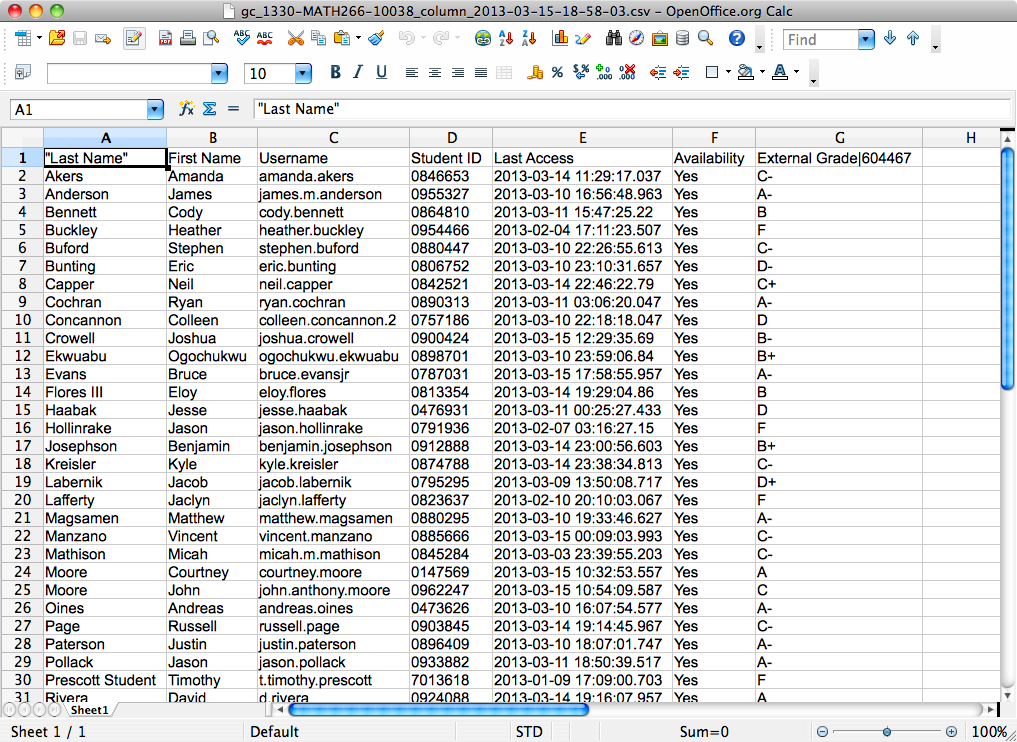 gc_1330-MATH266-10038_column_2013-03-15-18-58-03.csv - OpenOffice.org Calc
Find
10 B I U
A1 "Last Name"
A B C D E F G H
1 "Last Name" First Name Username Student ID Last Access Availability External Grade|604467
2 Akers Amanda amanda.akers 0846653 2013-03-14 11:29:17.037 Yes C-
3 Anderson James james.m.anderson 0955327 2013-03-10 16:56:48.963 Yes A-
4 Bennett Cody cody.bennett 0864810 2013-03-11 15:47:25.22 Yes B
5 Buckley Heather heather.buckley 0954466 2013-02-04 17:11:23.507 Yes F
6 Buford Stephen stephen.buford 0880447 2013-03-10 22:26:55.613 Yes C-
7 Bunting Eric eric.bunting 0806752 2013-03-10 23:10:31.657 Yes D-
8 Capper Neil neil.capper 0842521 2013-03-14 22:46:22.79 Yes C+
9 Cochran Ryan ryan.cochran 0890313 2013-03-11 03:06:20.047 Yes A-
10 Concannon Colleen colleen.concannon.2 0757186 2013-03-10 22:18:18.047 Yes D
11 Crowell Joshua joshua.crowell 0900424 2013-03-15 12:29:35.69 Yes B-
12 Ekwuabu Ogochukwu ogochukwu.ekwuabu 0898701 2013-03-10 23:59:06.84 Yes B+
13 Evans Bruce bruce.evansjr 0787031 2013-03-15 17:58:55.957 Yes A-
14 Flores III Eloy eloy.flores 0813354 2013-03-14 19:29:04.86 Yes B
15 Haabak Jesse jesse.haabak 0476931 2013-03-11 00:25:27.433 Yes D
16 Hollinrake Jason jason.hollinrake 0791936 2013-02-07 03:16:27.15 Yes F
17 Josephson Benjamin benjamin.josephson 0912888 2013-03-14 23:00:56.603 Yes B+
18 Kreisler Kyle kyle.kreisler 0874788 2013-03-14 23:38:34.813 Yes C-
19 Labernik Jacob jacob.labernik 0795295 2013-03-09 13:50:08.717 Yes D+
20 Lafferty Jaclyn jaclyn.lafferty 0823637 2013-02-10 20:10:03.067 Yes F
21 Magsamen Matthew matthew.magsamen 0880295 2013-03-10 19:33:46.627 Yes A-
22 Manzano Vincent vincent.manzano 0885666 2013-03-15 00:09:03.993 Yes C-
23 Mathison Micah micah.m.mathison 0845284 2013-03-03 23:39:55.203 Yes C-
24 Moore Courtney courtney.moore 0147569 2013-03-15 10:32:53.557 Yes A
25 Moore John john.anthony.moore 0962247 2013-03-15 10:54:09.587 Yes C
26 Oines Andreas andreas.oines 0473626 2013-03-10 16:07:54.577 Yes A-
27 Page Russell russell.page 0903845 2013-03-14 19:14:45.967 Yes C-
28 Paterson Justin justin.paterson 0896409 2013-03-10 18:07:01.747 Yes A-
29 Pollack Jason jason.pollack 0933882 2013-03-11 18:50:39.517 Yes A-
30 Prescott Student Timothy t.timothy.prescott 7013618 2013-01-09 17:09:00.703 Yes F
31 Rivera David d.rivera 0924088 2013-03-14 19:16:07.957 Yes A
Sheet1
Sheet 1 / 1 Default STD Sum=0 100%